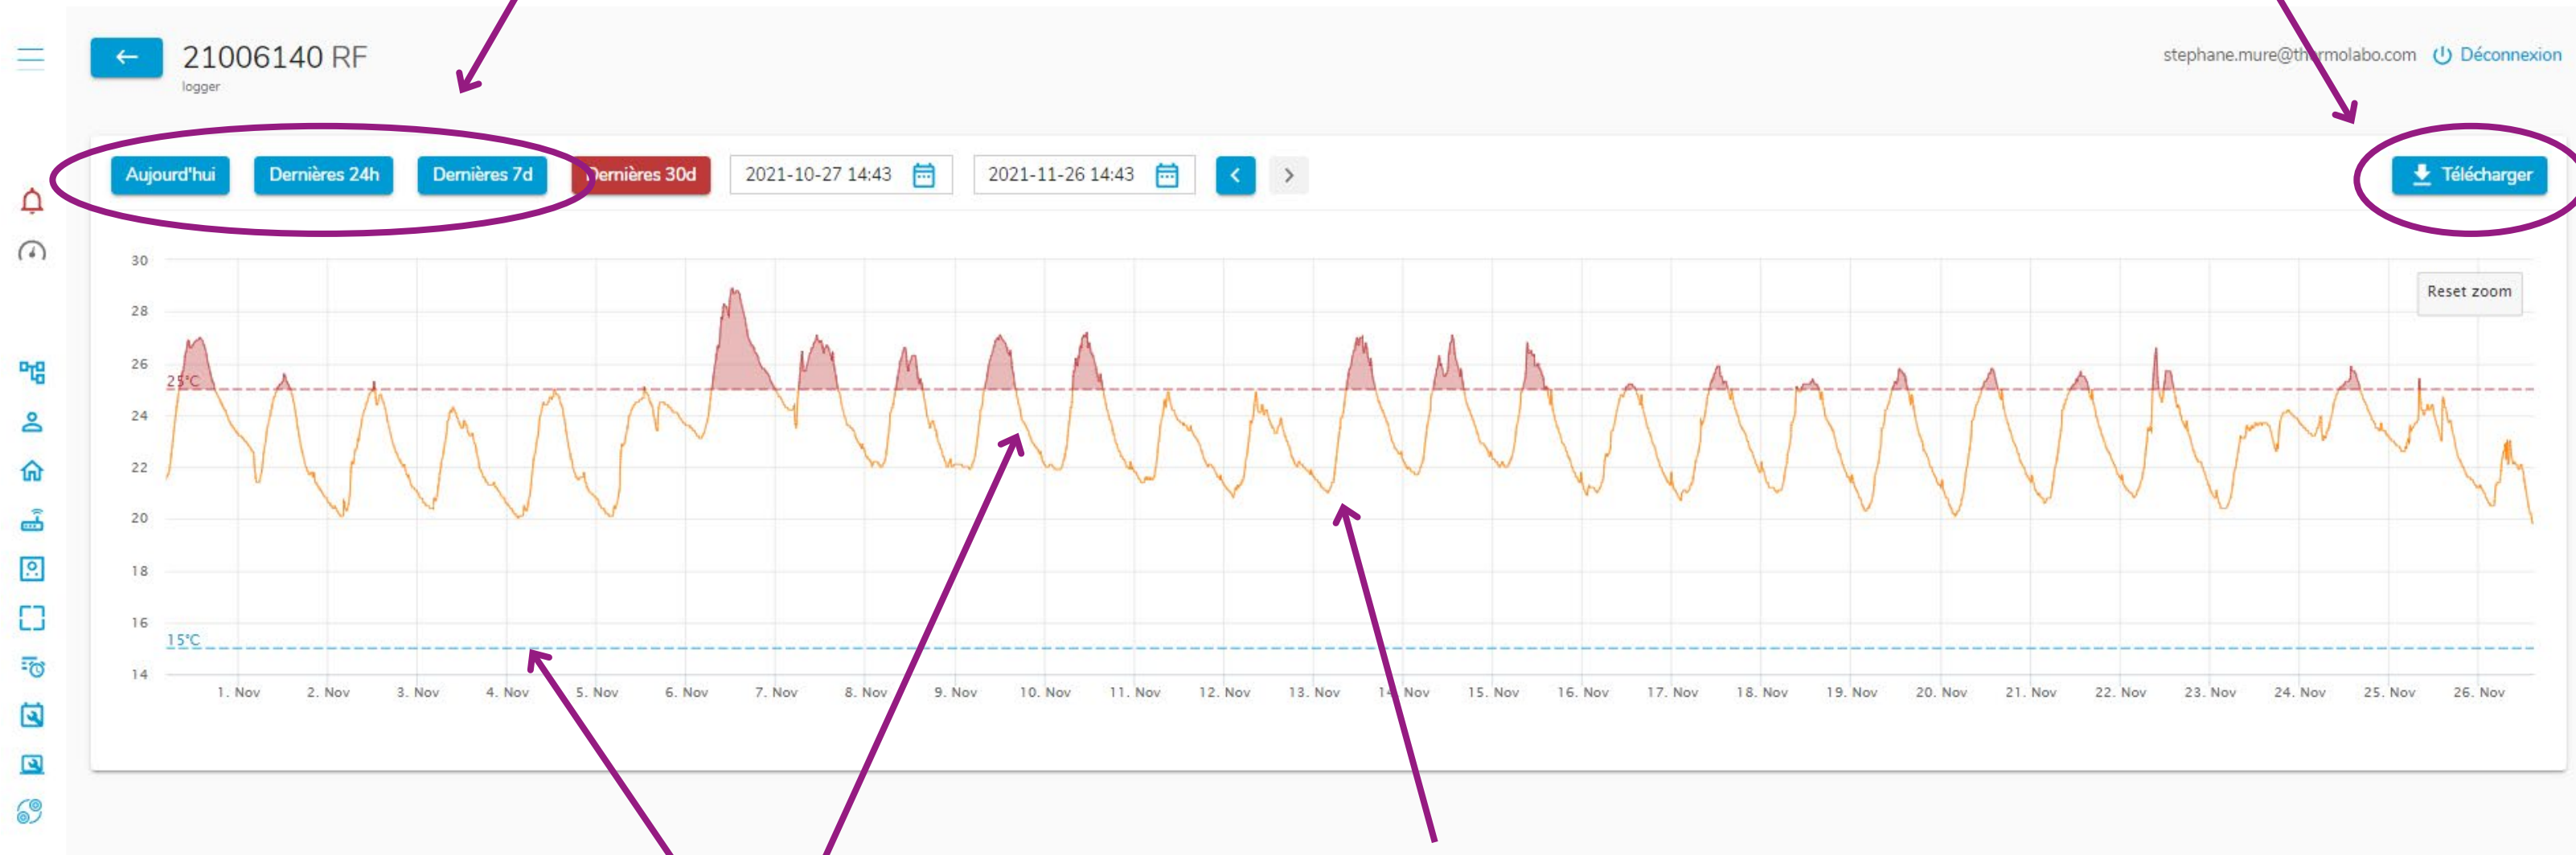 21006140 RF
logger
stephane.mure@thermolabo.com Déconnexion
Aujourd'hui Dernières 24h Dernières 7d Dernières 30d 2021-10-27 14:43 2021-11-26 14:43 Télécharger
Reset zoom
30
28
26
25°C
24
22
20
18
16
15°C
14
1. Nov 2. Nov 3. Nov 4. Nov 5. Nov 6. Nov 7. Nov 8. Nov 9. Nov 10. Nov 11. Nov 12. Nov 13. Nov 14. Nov 15. Nov 16. Nov 17. Nov 18. Nov 19. Nov 20. Nov 21. Nov 22. Nov 23. Nov 24. Nov 25. Nov 26. Nov